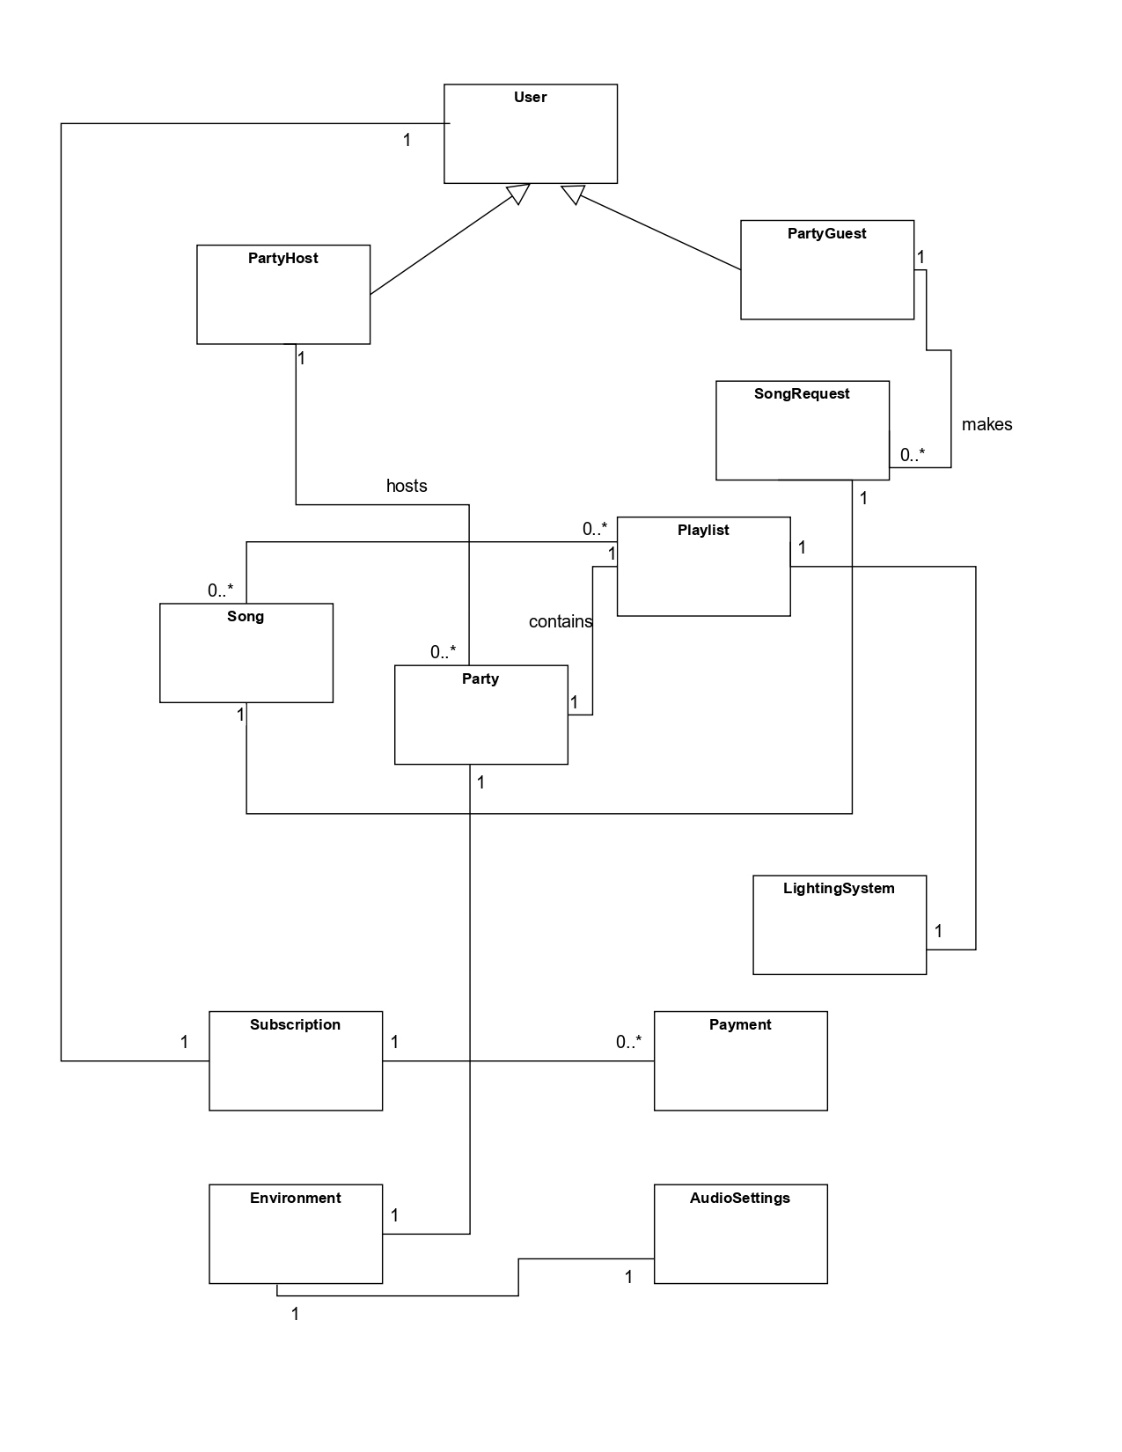 User
1
PartyGuest
1
PartyHost
1
SongRequest
makes
0..*
hosts
1
0..*
Playlist
1
1
0..*
Song
contains
0..*
Party
1
1
1
LightingSystem
1
Subscription
Payment
1
1
0..*
Environment
AudioSettings
1
1
1